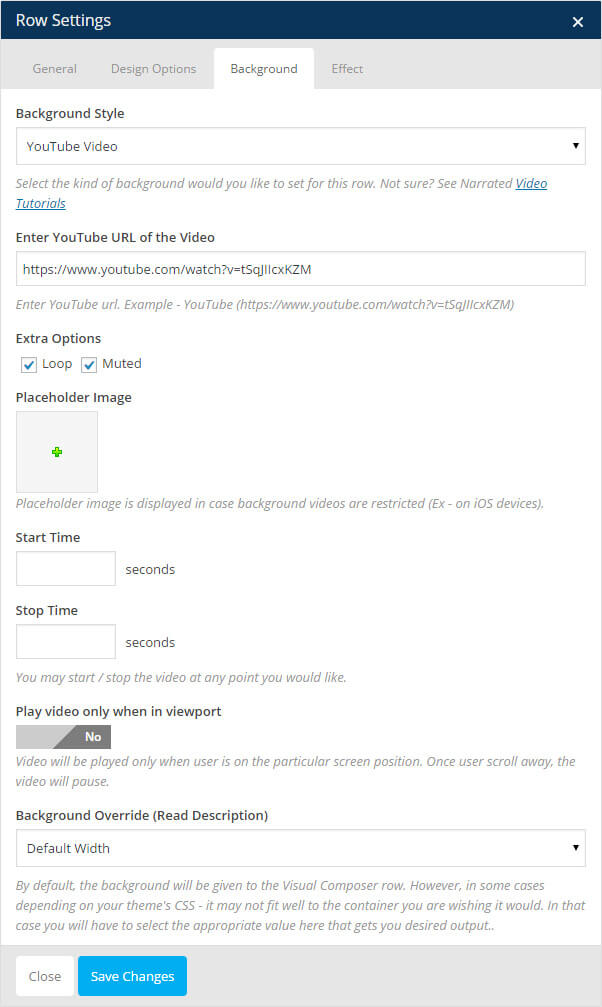 Row Settings ×
General Design Options Background Effect
Background Style
YouTube Video
Select the kind of background would you like to set for this row. Not sure? See Narrated Video
Tutorials
Enter YouTube URL of the Video
https://www.youtube.com/watch?v=tSqJIIcxKZM
Enter YouTube url. Example - YouTube (https://www.youtube.com/watch?v=tSqJIIcxKZM)
Extra Options
Loop Muted
Placeholder Image
Placeholder image is displayed in case background videos are restricted (Ex - on iOS devices).
Start Time
seconds
Stop Time
seconds
You may start / stop the video at any point you would like.
Play video only when in viewport
No
Video will be played only when user is on the particular screen position. Once user scroll away, the
video will pause.
Background Override (Read Description)
Default Width
By default, the background will be given to the Visual Composer row. However, in some cases
depending on your theme's CSS - it may not fit well to the container you are wishing it would. In that
case you will have to select the appropriate value here that gets you desired output..
Close Save Changes